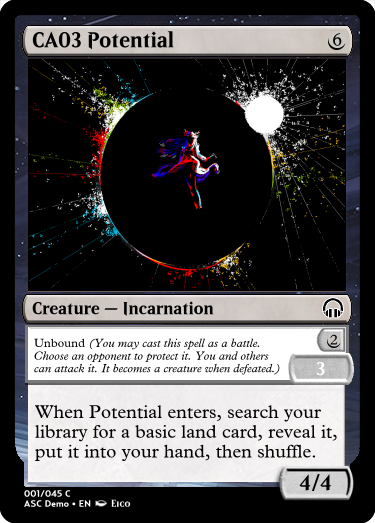 CA03 Potential 6
Creature — Incarnation
Unbound (You may cast this spell as a battle. 2
Choose an opponent to protect it. You and others
can attack it. It becomes a creature when defeated.) 3
When Potential enters, search your
library for a basic land card, reveal it,
put it into your hand, then shuffle.
4/4
001/045 C
ASC Demo • EN Eico